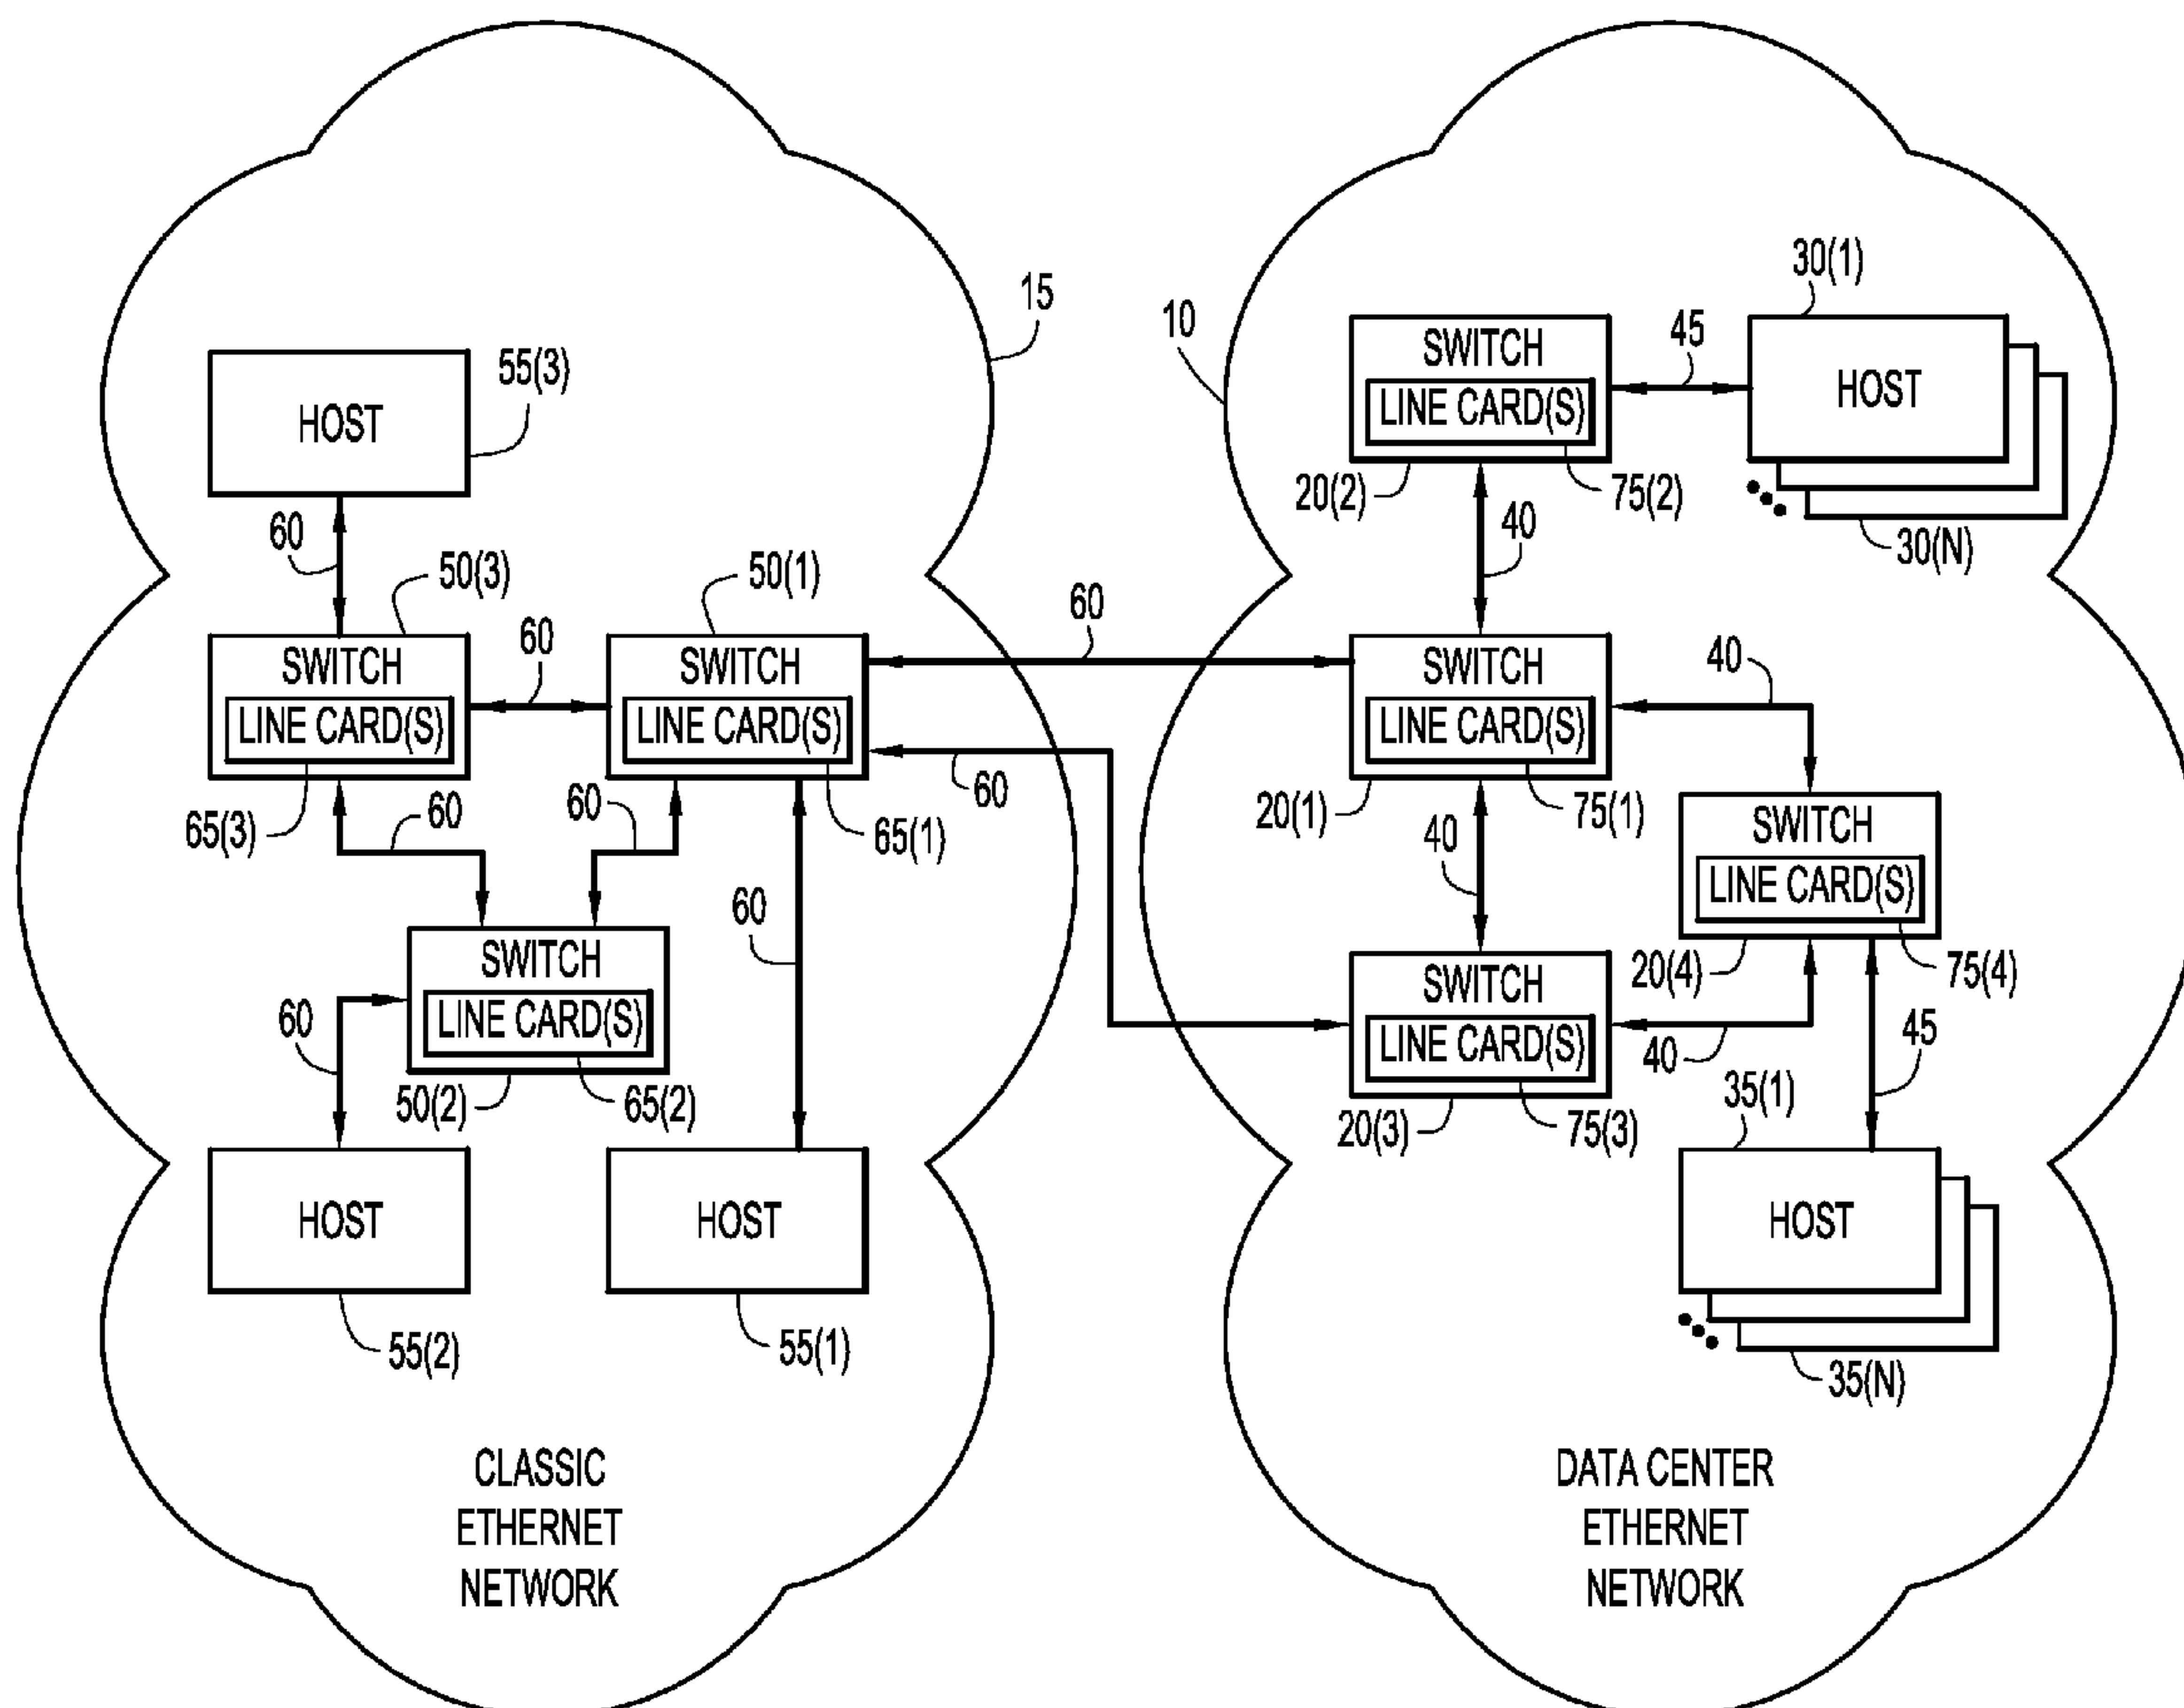 15
HOST
55(3)
60
50(3)
SWITCH
LINE CARD(S)
65(3)
60
50(1)
SWITCH
LINE CARD(S)
65(1)
60
60
60
60
60
SWITCH
LINE CARD(S)
50(2)
65(2)
60
HOST
55(2)
HOST
55(1)
CLASSIC
ETHERNET
NETWORK
10
SWITCH
LINE CARD(S)
20(2)
75(2)
45
30(1)
HOST
30(N)
40
SWITCH
LINE CARD(S)
20(1)
75(1)
40
40
SWITCH
LINE CARD(S)
20(4)
75(4)
SWITCH
LINE CARD(S)
20(3)
75(3)
40
45
35(1)
HOST
35(N)
DATA CENTER
ETHERNET
NETWORK